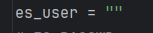 es_user = ""